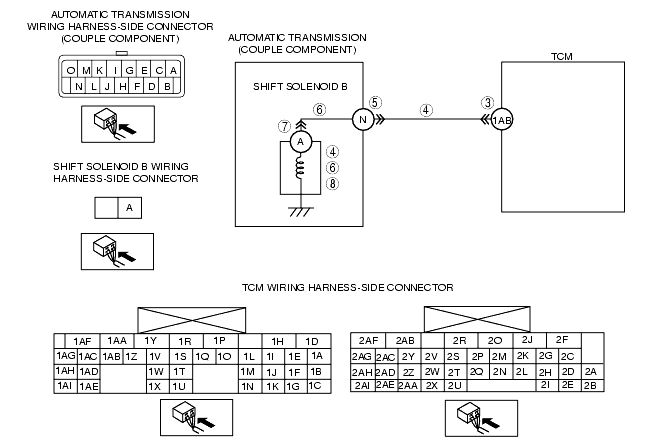 AUTOMATIC TRANSMISSION
WIRING HARNESS-SIDE CONNECTOR
(COUPLE COMPONENT)
O M K I G E C A
N L J H F D B
SHIFT SOLENOID B WIRING
HARNESS-SIDE CONNECTOR
A
AUTOMATIC TRANSMISSION
(COUPLE COMPONENT)
SHIFT SOLENOID B
6
5
4
3
7
N
1AB
A
4
6
8
TCM
TCM WIRING HARNESS-SIDE CONNECTOR
1AF 1AA 1Y 1R 1P 1H 1D
1AG 1AC 1AB 1Z 1V 1S 1Q 1O 1L 1I 1E 1A
1AH 1AD 1W 1T 1M 1J 1F 1B
1AI 1AE 1X 1U 1N 1K 1G 1C
2AF 2AB 2R 2O 2J 2F
2AG 2AC 2Y 2V 2S 2P 2M 2K 2G 2C
2AH 2AD 2Z 2W 2T 2Q 2N 2L 2H 2D 2A
2AI 2AE 2AA 2X 2U 2I 2E 2B